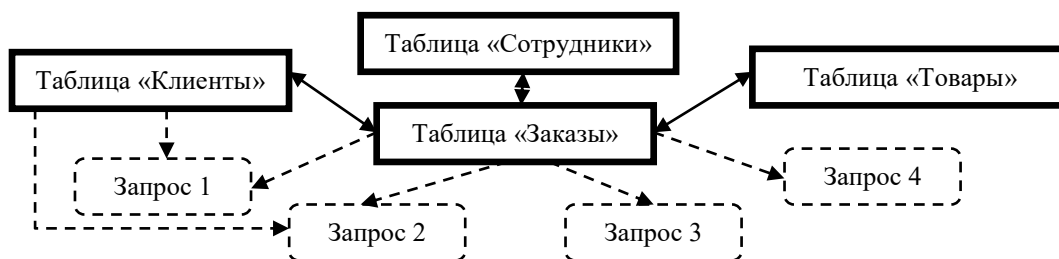 Таблица «Сотрудники»
Таблица «Клиенты»
Таблица «Товары»
Таблица «Заказы»
Запрос 1
Запрос 4
Запрос 2
Запрос 3